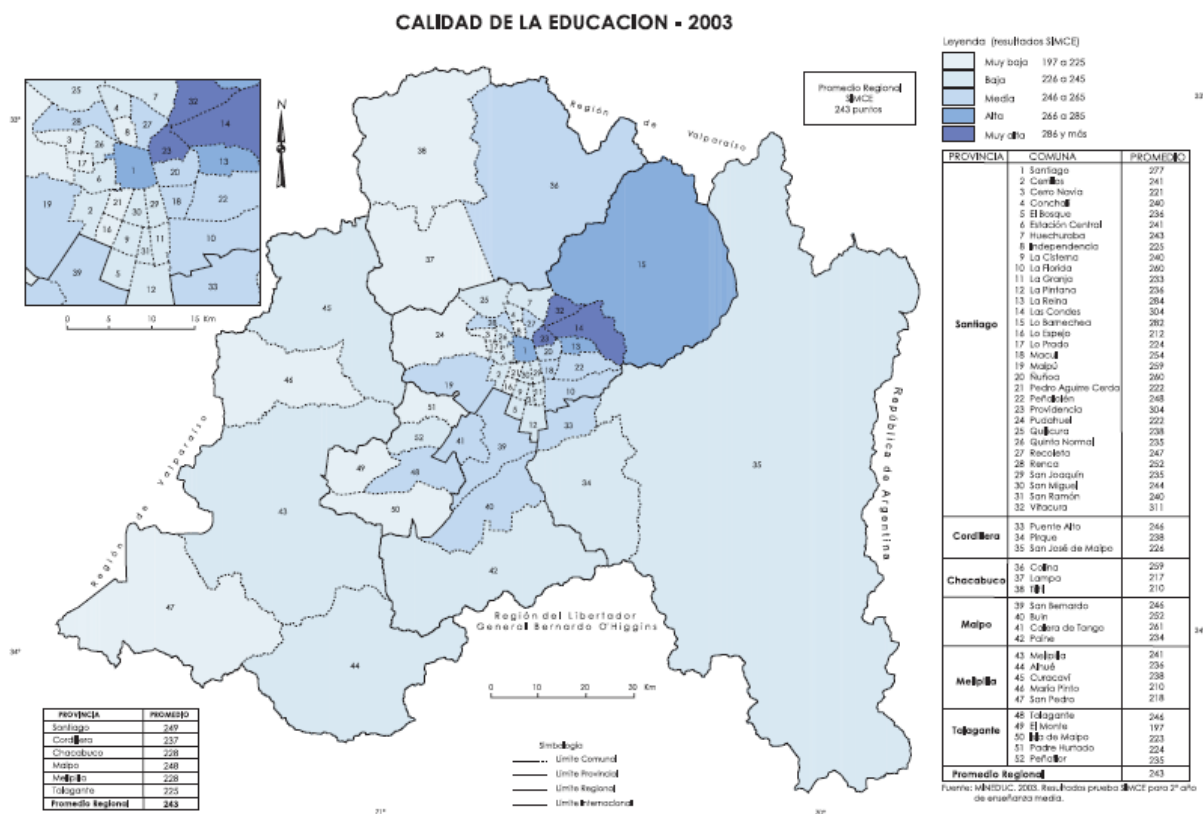 CALIDAD DE LA EDUCACION - 2003
Leyenda (resultados SIMCE)
Muy baja 197 a 225
Baja 226 a 245
Media 246 a 265
Alta 266 a 285
Muy alta 286 y más
Promedio Regional
SIMCE
243 puntos
N
Región de Valparaíso
Región de Valparaíso
República de Argentina
Región del Libertador
General Bernardo O'Higgins
33°
33°
34°
34°
71°
70°
0 5 10 15 Km
0 10 20 30 Km
PROVINCIA COMUNA PROMEDIO
Santiago
1 Santiago 277
2 Cerrillos 241
3 Cerro Navia 221
4 Conchalí 240
5 El Bosque 236
6 Estación Central 241
7 Huechuraba 243
8 Independencia 225
9 La Cisterna 240
10 La Florida 260
11 La Granja 233
12 La Pintana 236
13 La Reina 284
14 Las Condes 304
15 Lo Barnechea 282
16 Lo Espejo 212
17 Lo Prado 224
18 Macul 254
19 Maipú 259
20 Ñuñoa 260
21 Pedro Aguirre Cerda 222
22 Peñalolén 248
23 Providencia 304
24 Pudahuel 222
25 Quilicura 238
26 Quinta Normal 235
27 Recoleta 247
28 Renca 252
29 San Joaquín 235
30 San Miguel 244
31 San Ramón 240
32 Vitacura 311
Cordillera
33 Puente Alto 246
34 Pirque 238
35 San José de Maipo 226
Chacabuco
36 Colina 259
37 Lampa 217
38 Tiltil 210
Maipo
39 San Bernardo 246
40 Buin 252
41 Calera de Tango 261
42 Paine 234
Melipilla
43 Melipilla 241
44 Alhué 236
45 Curacaví 238
46 María Pinto 210
47 San Pedro 218
Talagante
48 Talagante 246
49 El Monte 197
50 Isla de Maipo 223
51 Padre Hurtado 224
52 Peñaflor 235
Promedio Regional 243
Fuente: MINEDUC, 2003. Resultados prueba SIMCE para 2° año
de enseñanza media.
PROVINCIA PROMEDIO
Santiago 249
Cordillera 237
Chacabuco 228
Maipo 248
Melipilla 228
Talagante 225
Promedio Regional 243
Simbología
Límite Comunal
Límite Provincial
Límite Regional
Límite Internacional